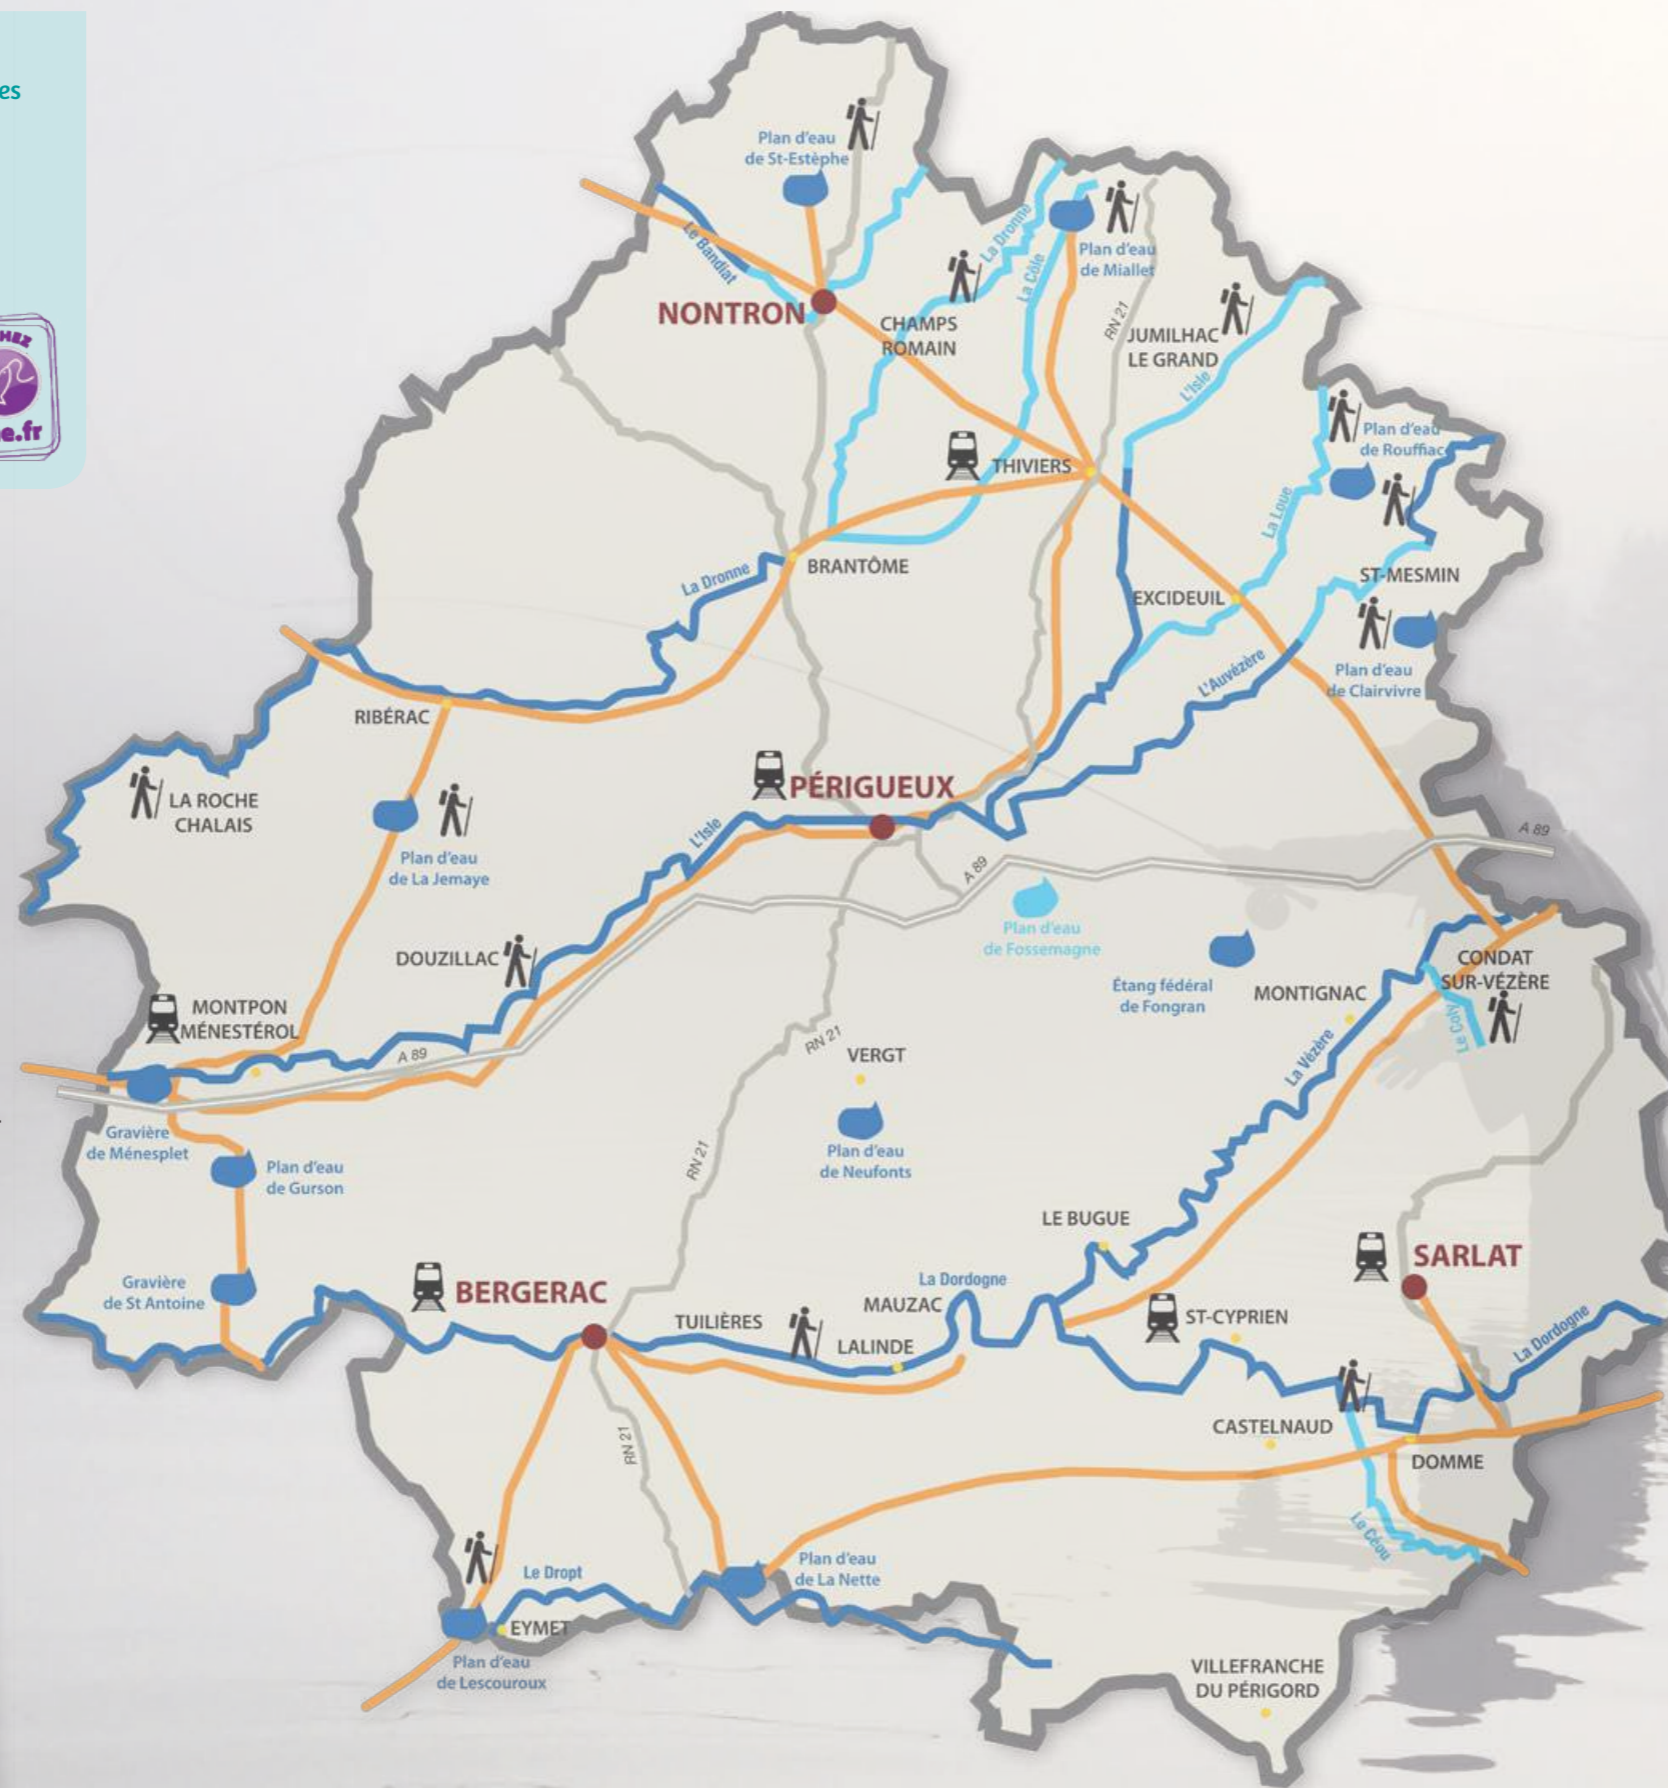 es
HEZ
e.fr
Plan d'eau
de St-Estèphe
Le Bandiat
NONTRON
CHAMPS
ROMAIN
La Dronne
La Côle
Plan d'eau
de Miallet
RN 21
JUMILHAC
LE GRAND
L'Isle
Plan d'eau
de Rouffiac
THIVIERS
La Loue
BRANTÔME
La Dronne
ST-MESMIN
EXCIDEUIL
L'Auvézère
Plan d'eau
de Clairvivre
RIBÉRAC
PÉRIGUEUX
LA ROCHE
CHALAIS
L'Isle
Plan d'eau
de La Jemaye
A 89
A 89
Plan d'eau
de Fossemagne
DOUZILLAC
Étang fédéral
de Fongran
MONTIGNAC
CONDAT
SUR-VÉZÈRE
Le Coly
MONTPON
MÉNESTÉROL
A 89
RN 21
VERGT
La Vézère
Gravière
de Ménesplet
Plan d'eau
de Gurson
RN 21
Plan d'eau
de Neufonts
LE BUGUE
SARLAT
Gravière
de St Antoine
BERGERAC
La Dordogne
MAUZAC
TUILIÈRES
LALINDE
ST-CYPRIEN
La Dordogne
CASTELNAUD
DOMME
RN 21
Le Céou
Le Dropt
Plan d'eau
de La Nette
EYMET
Plan d'eau
de Lescouroux
VILLEFRANCHE
DU PÉRIGORD